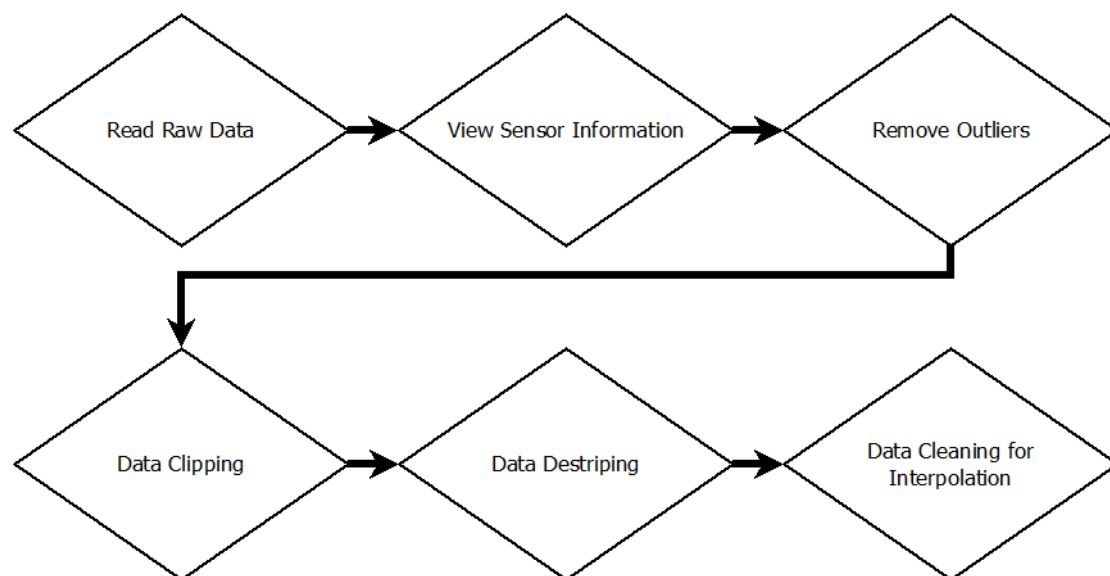 Read Raw Data
View Sensor Information
Remove Outliers
Data Clipping
Data Destriping
Data Cleaning for
Interpolation